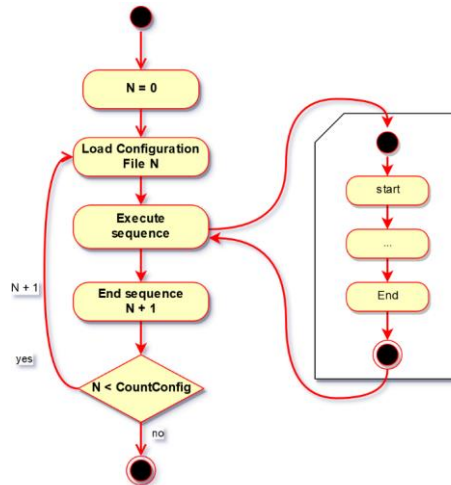 N = 0
Load Configuration
File N
Execute
sequence
End sequence
N + 1
N < CountConfig
N + 1
yes
no
start
...
End